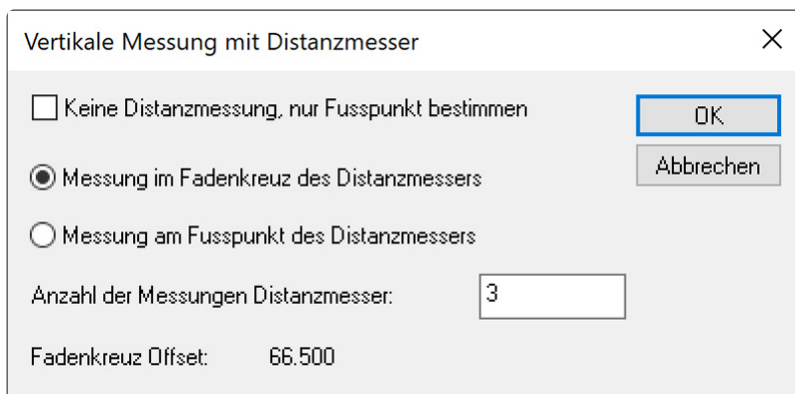 Vertikale Messung mit Distanzmesser
Keine Distanzmessung, nur Fusspunkt bestimmen
OK
Messung im Fadenkreuz des Distanzmessers
Abbrechen
Messung am Fusspunkt des Distanzmessers
Anzahl der Messungen Distanzmesser: 3
Fadenkreuz Offset: 66.500